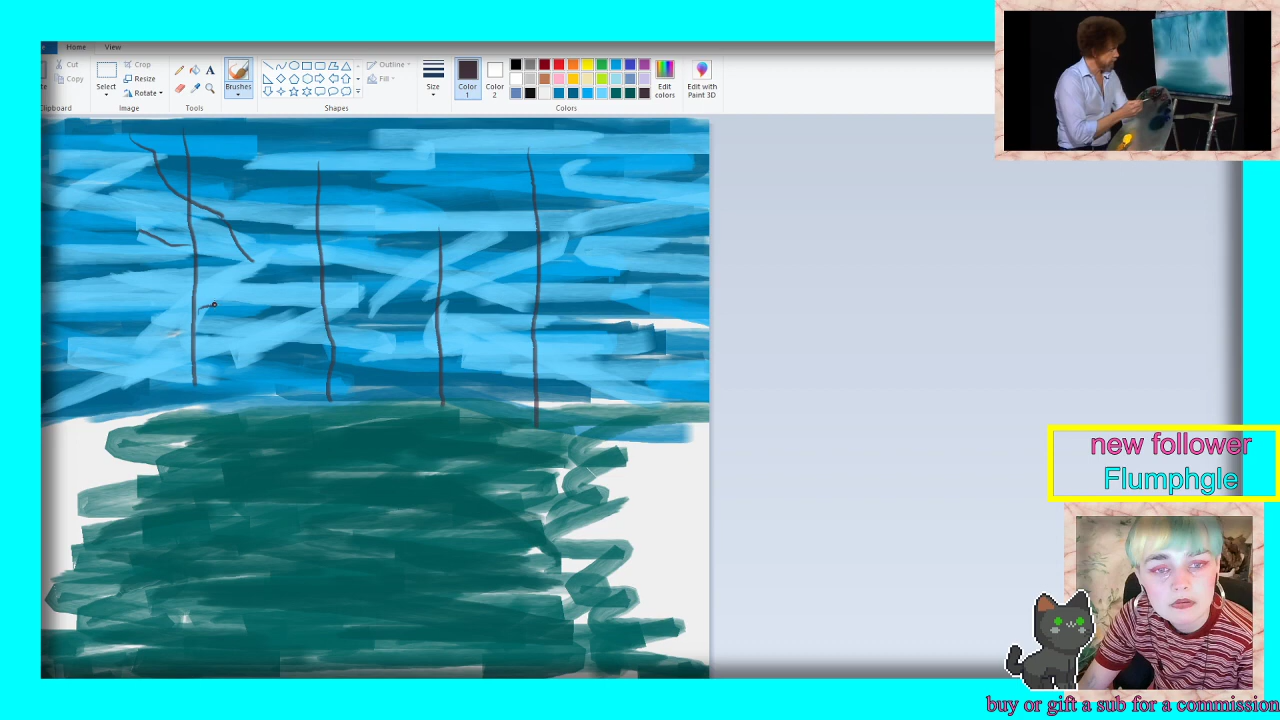 Home View
Cut
Copy
Clipboard
Select
Crop
Resize
Rotate
Image
A
Tools
Brushes
Shapes
Outline
Fill
Size
Color
1
Color
2
Edit
colors
Edit with
Paint 3D
Colors
new follower
Flumphgle
buy or gift a sub for a commission